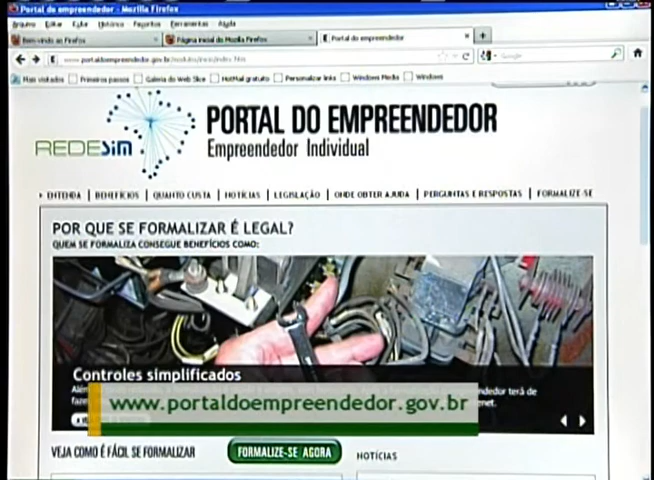 Portal do empreendedor - Mozilla Firefox
Arquivo Editar Exibir Histórico Favoritos Ferramentas Ajuda
Bem-vindo ao Firefox
Página inicial do Mozilla Firefox
Portal do empreendedor
Google
Mais visitados Primeiros passos Galeria do Web Slice HotMail gratuito Personalizar links Windows Media Windows
REDESIM
PORTAL DO EMPREENDEDOR
Empreendedor Individual
ENTENDA | BENEFÍCIOS | QUANTO CUSTA | NOTÍCIAS | LEGISLAÇÃO | ONDE OBTER AJUDA | PERGUNTAS E RESPOSTAS | FORMALIZE-SE
POR QUE SE FORMALIZAR É LEGAL?
QUEM SE FORMALIZA CONSEGUE BENEFÍCIOS COMO:
Controles simplificados
terá de
www.portaldoempreendedor.gov.br
VEJA COMO É FÁCIL SE FORMALIZAR
FORMALIZE-SE AGORA
NOTÍCIAS